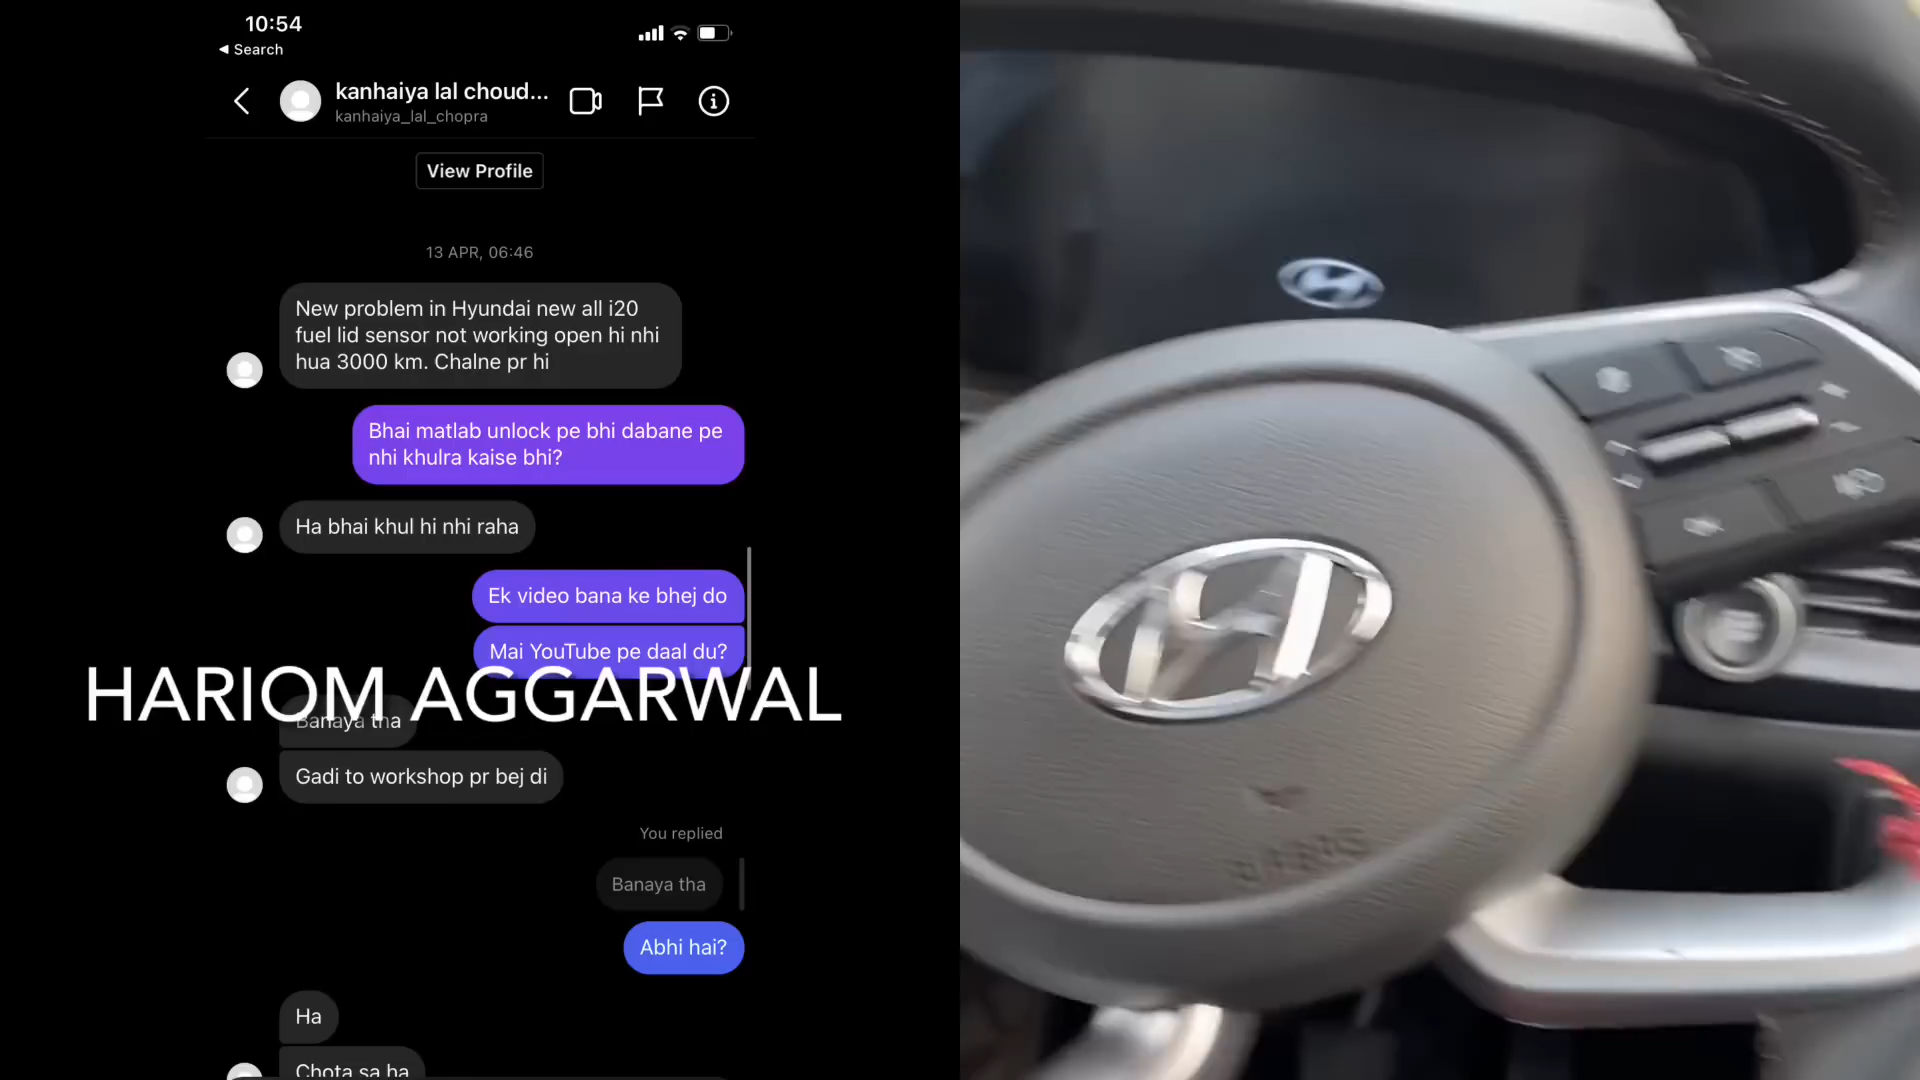 10:54
Search
kanhaiya lal choud...
kanhaiya_lal_chopra
View Profile
13 APR, 06:46
New problem in Hyundai new all i20
fuel lid sensor not working open hi nhi
hua 3000 km. Chalne pr hi
Bhai matlab unlock pe bhi dabane pe
nhi khulra kaise bhi?
Ha bhai khul hi nhi raha
Ek video bana ke bhej do
Mai YouTube pe daal du?
HARIOM AGGARWAL
Banaya tha
Gadi to workshop pr bej di
You replied
Banaya tha
Abhi hai?
Ha
Chota sa ha